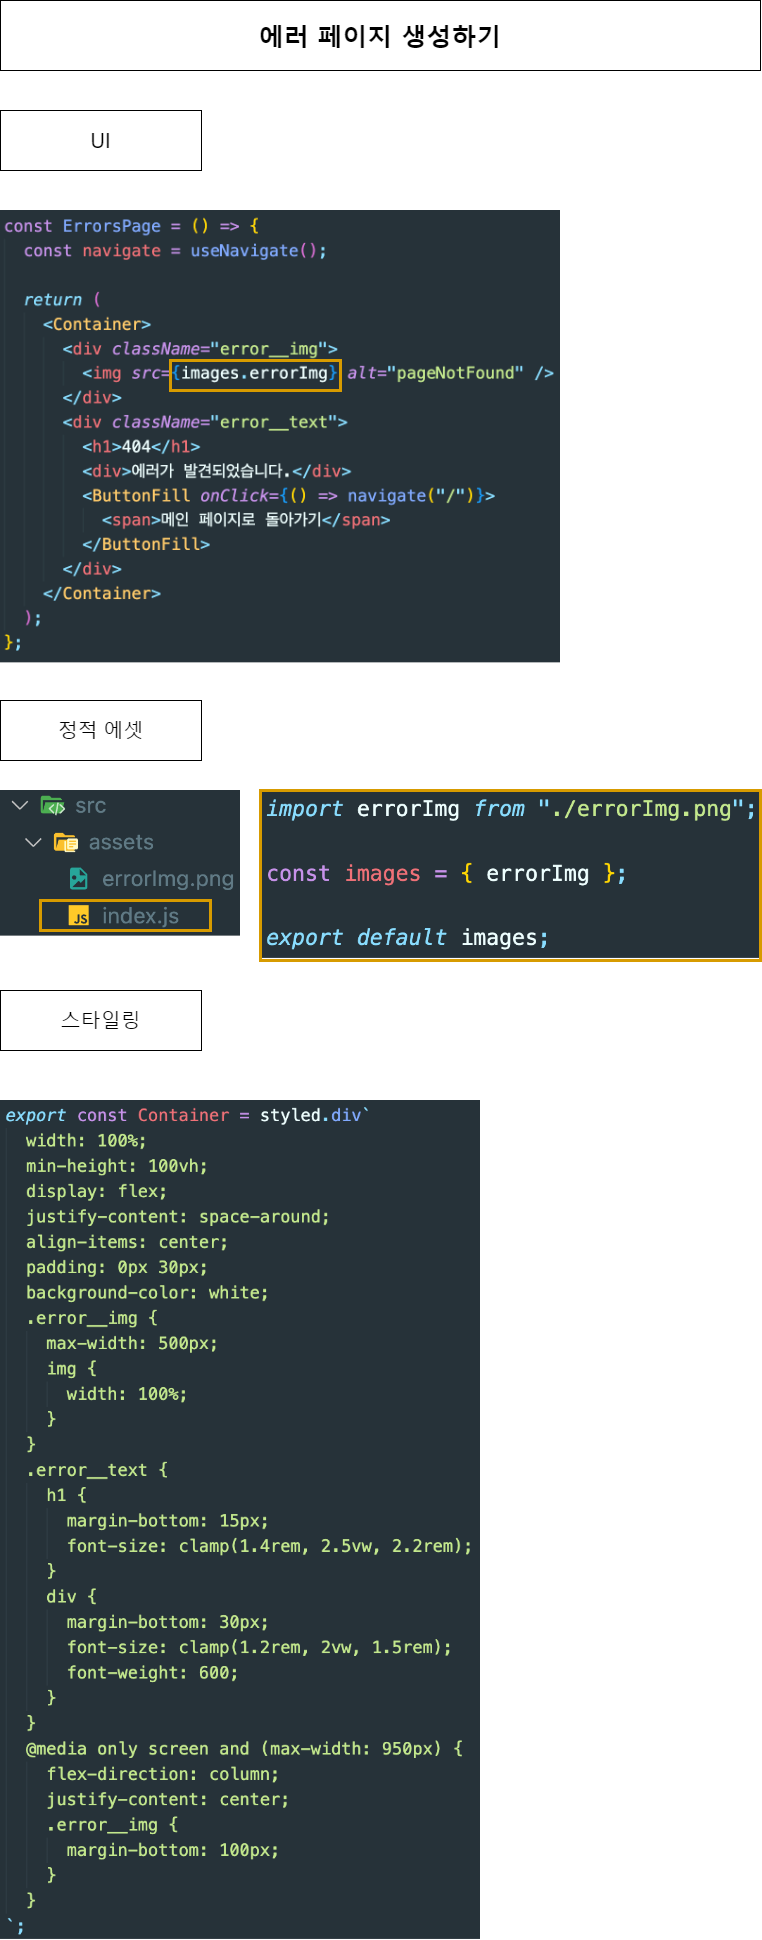 에러 페이지 생성하기
UI
const ErrorsPage = () => {
  const navigate = useNavigate();

  return (
    <Container>
      <div className="error__img">
        <img src={images.errorImg} alt="pageNotFound" />
      </div>
      <div className="error__text">
        <h1>404</h1>
        <div>에러가 발견되었습니다.</div>
        <ButtonFill onClick={() => navigate("/")}>
          <span>메인 페이지로 돌아가기</span>
        </ButtonFill>
      </div>
    </Container>
  );
};
정적 에셋
src
assets
errorImg.png
index.js
import errorImg from "./errorImg.png";

const images = { errorImg };

export default images;
스타일링
export const Container = styled.div`
  width: 100%;
  min-height: 100vh;
  display: flex;
  justify-content: space-around;
  align-items: center;
  padding: 0px 30px;
  background-color: white;
  .error__img {
    max-width: 500px;
    img {
      width: 100%;
    }
  }
  .error__text {
    h1 {
      margin-bottom: 15px;
      font-size: clamp(1.4rem, 2.5vw, 2.2rem);
    }
    div {
      margin-bottom: 30px;
      font-size: clamp(1.2rem, 2vw, 1.5rem);
      font-weight: 600;
    }
  }
  @media only screen and (max-width: 950px) {
    flex-direction: column;
    justify-content: center;
    .error__img {
      margin-bottom: 100px;
    }
  }
`;